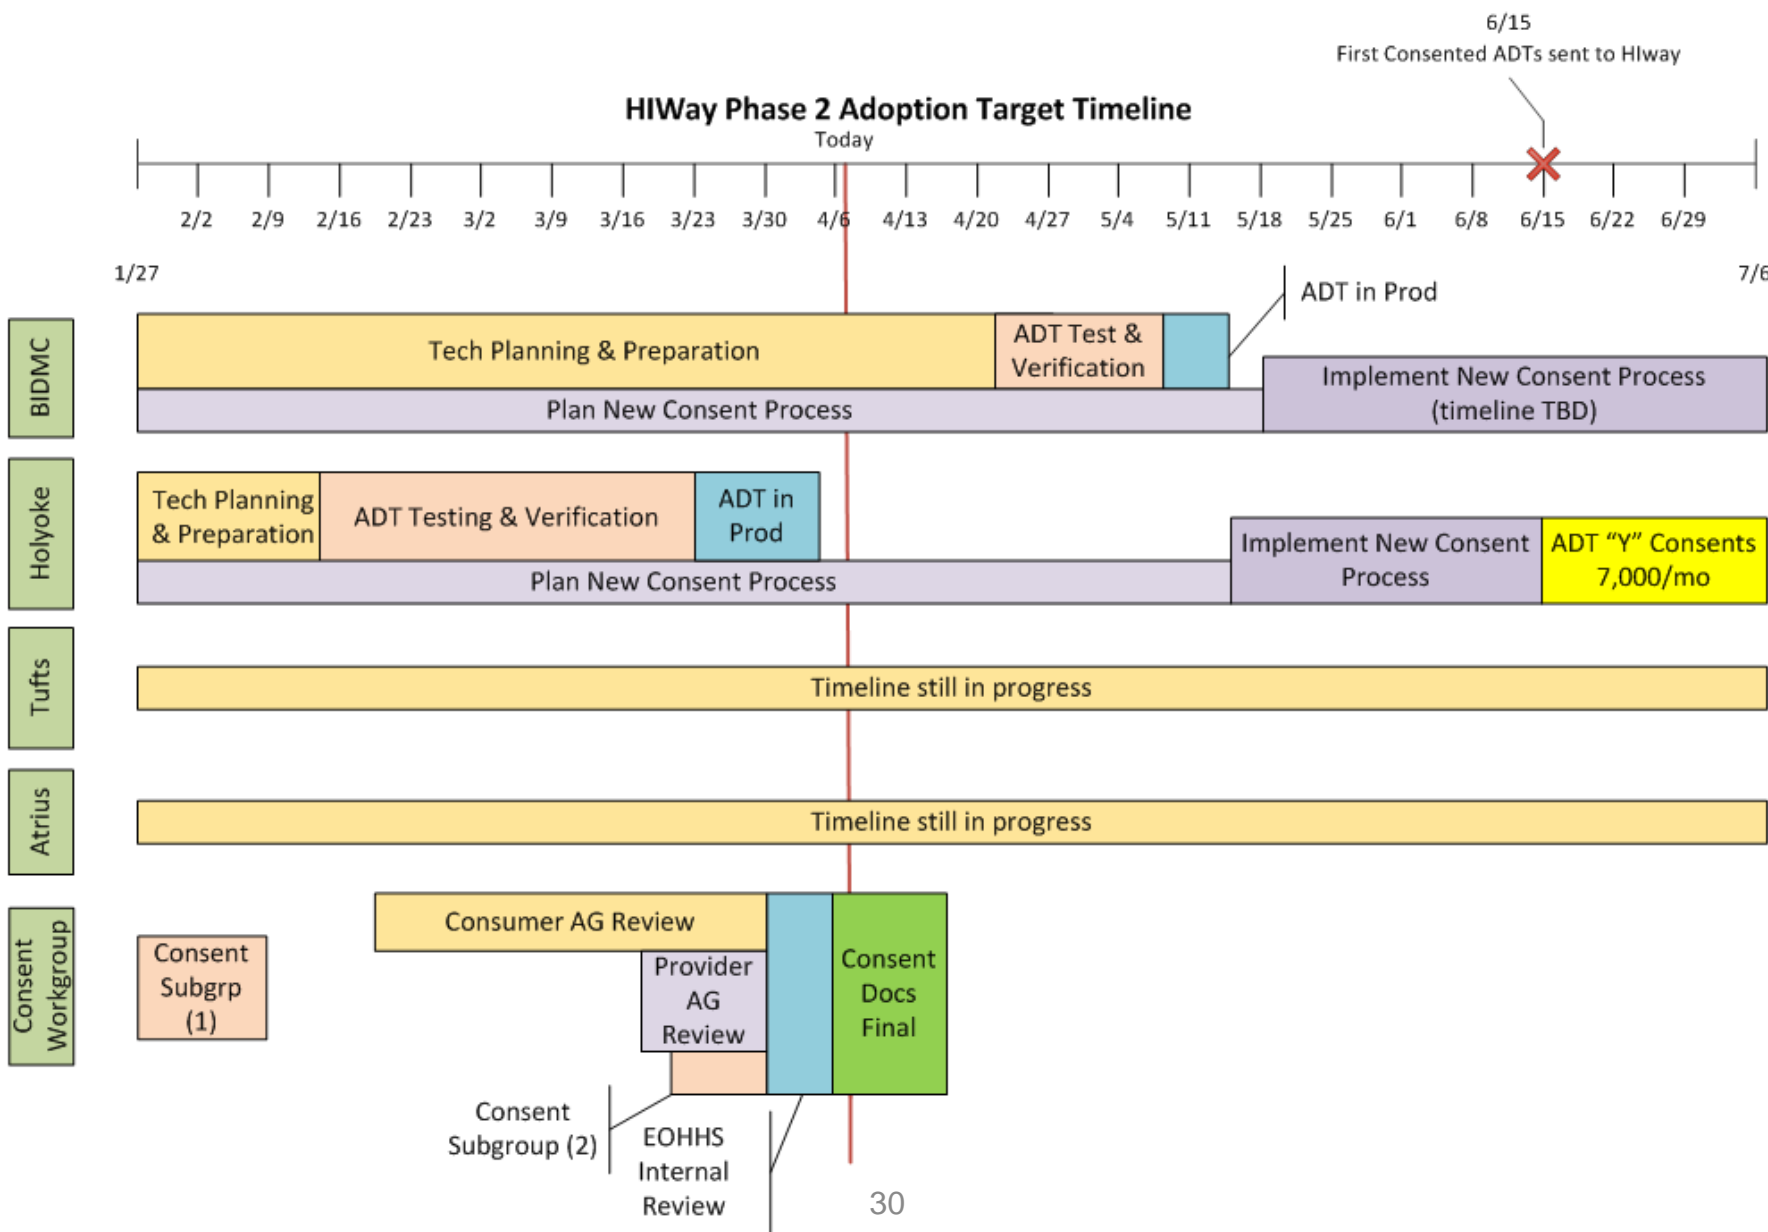 6/15
First Consented ADTs sent to HIway
HIWay Phase 2 Adoption Target Timeline
Today
2/2 2/9 2/16 2/23 3/2 3/9 3/16 3/23 3/30 4/6 4/13 4/20 4/27 5/4 5/11 5/18 5/25 6/1 6/8 6/15 6/22 6/29
1/27
7/6
BIDMC
Tech Planning & Preparation
ADT Test &
Verification
ADT in Prod
Plan New Consent Process
Implement New Consent Process
(timeline TBD)
Holyoke
Tech Planning
& Preparation
ADT Testing & Verification
ADT in
Prod
Plan New Consent Process
Implement New Consent
Process
ADT “Y” Consents
7,000/mo
Tufts
Timeline still in progress
Atrius
Timeline still in progress
Consent
Workgroup
Consent
Subgrp
(1)
Consumer AG Review
Provider
AG
Review
Consent
Docs
Final
Consent
Subgroup (2)
EOHHS
Internal
Review
30